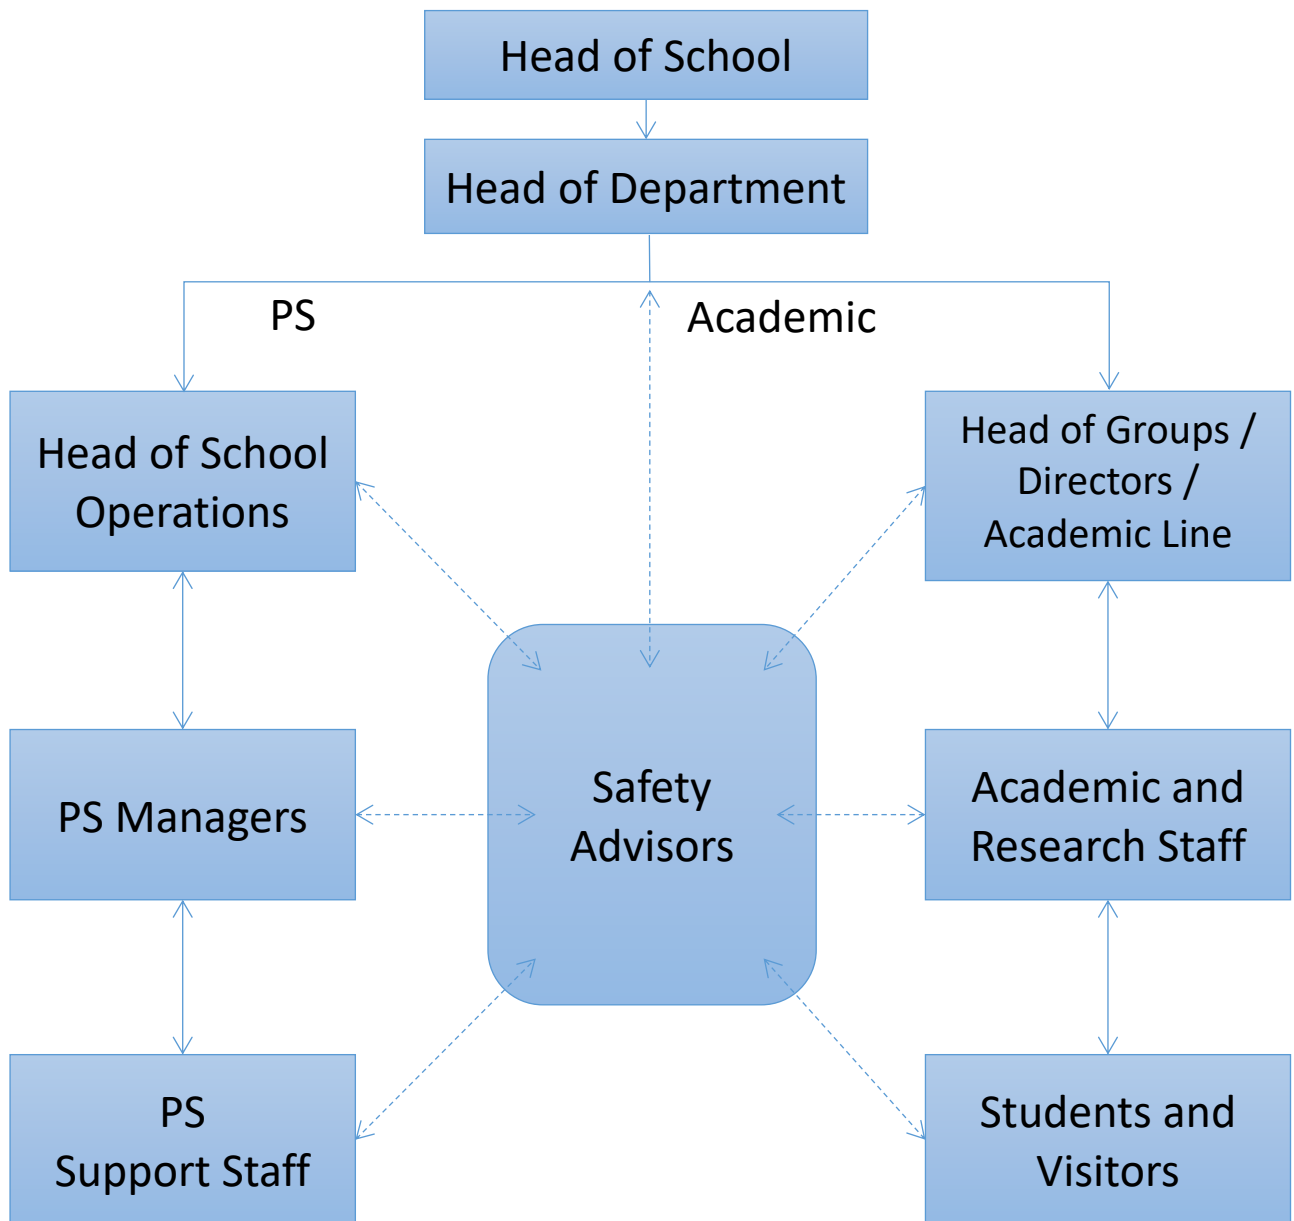 Head of School
Head of Department
PS
Academic
Head of School
Operations
Head of Groups /
Directors /
Academic Line
PS Managers
Safety
Advisors
Academic and
Research Staff
PS
Support Staff
Students and
Visitors